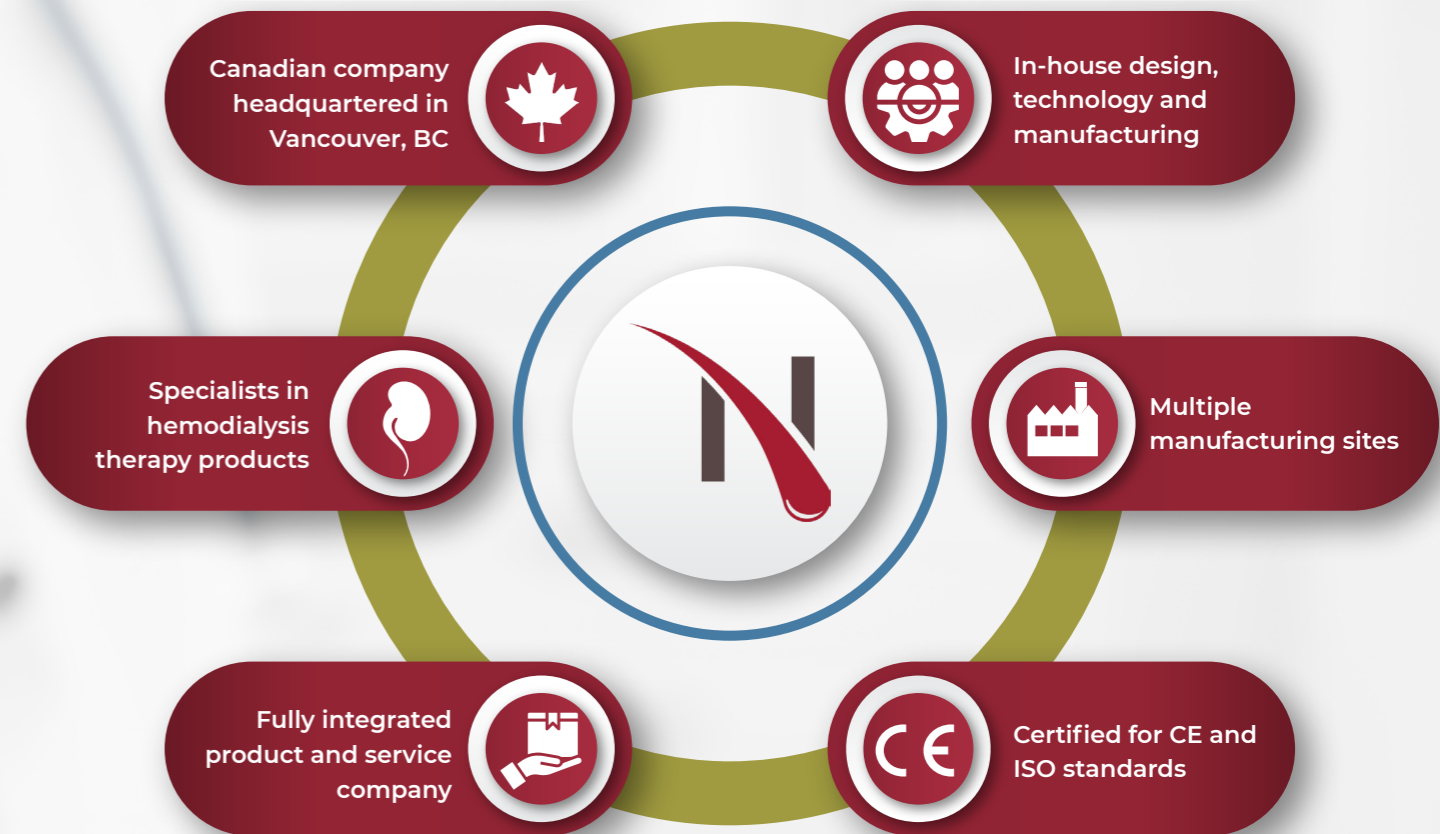 Canadian company
headquartered in
Vancouver, BC
In-house design,
technology and
manufacturing
Specialists in
hemodialysis
therapy products
N
Multiple
manufacturing sites
Fully integrated
product and service
company
CE
Certified for CE and
ISO standards